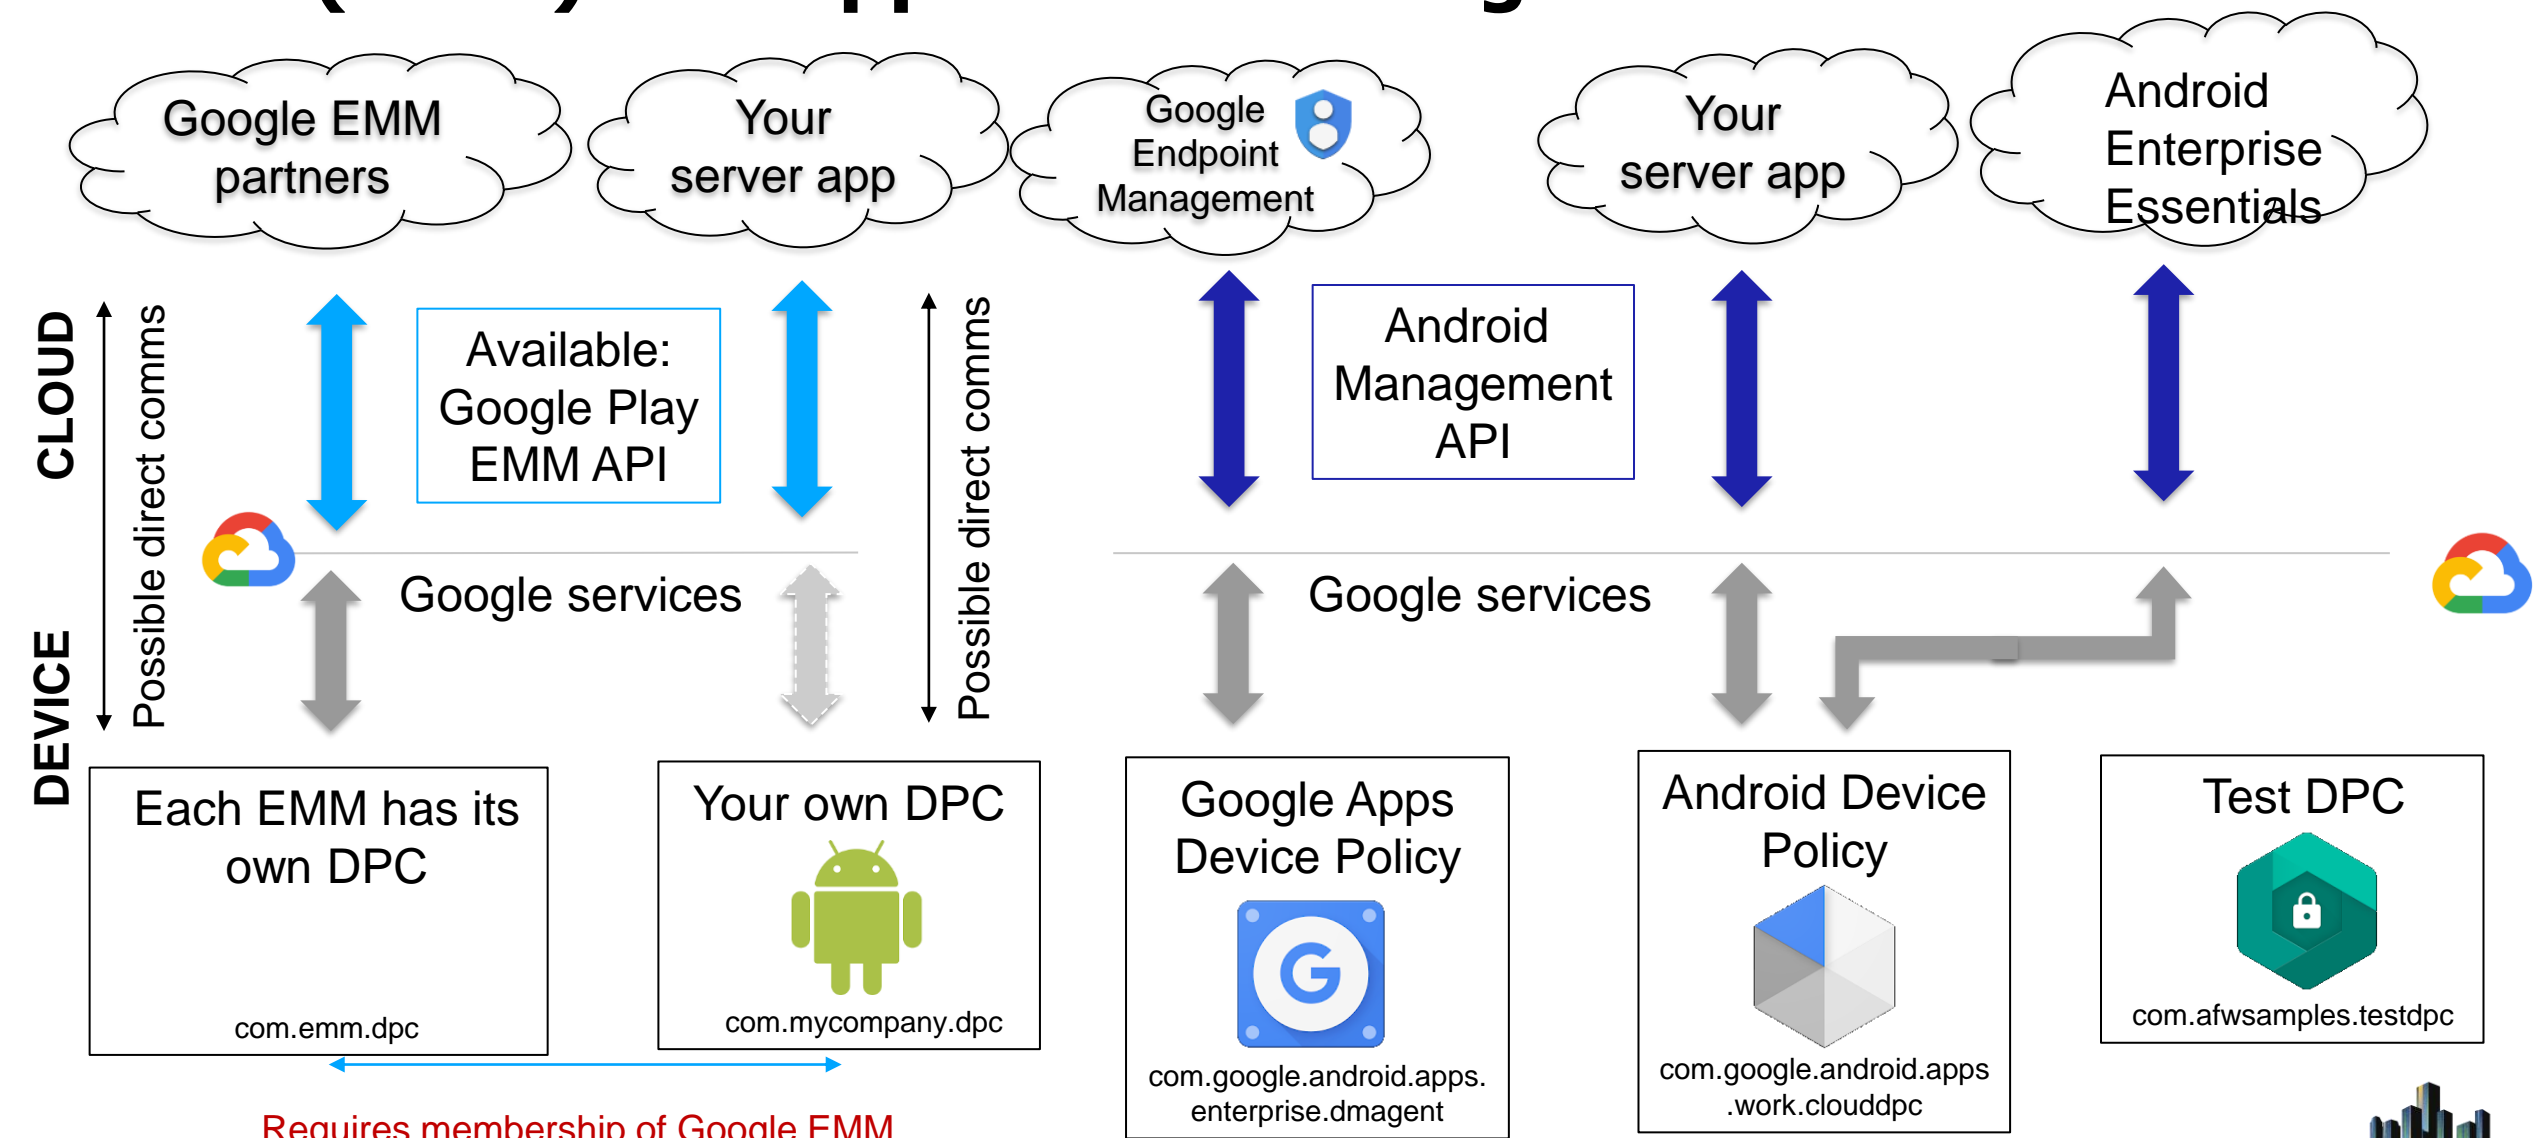 Google EMM
partners
Your
server app
Google
Endpoint
Management
Your
server app
Android
Enterprise
Essentials
CLOUD
Possible direct comms
Available:
Google Play
EMM API
Possible direct comms
Android
Management
API
Google services
Google services
DEVICE
Each EMM has its
own DPC
com.emm.dpc
Your own DPC
com.mycompany.dpc
Google Apps
Device Policy
G
com.google.android.apps.
enterprise.dmagent
Android Device
Policy
com.google.android.apps
.work.clouddpc
Test DPC
com.afwsamples.testdpc
Requires membership of Google EMM